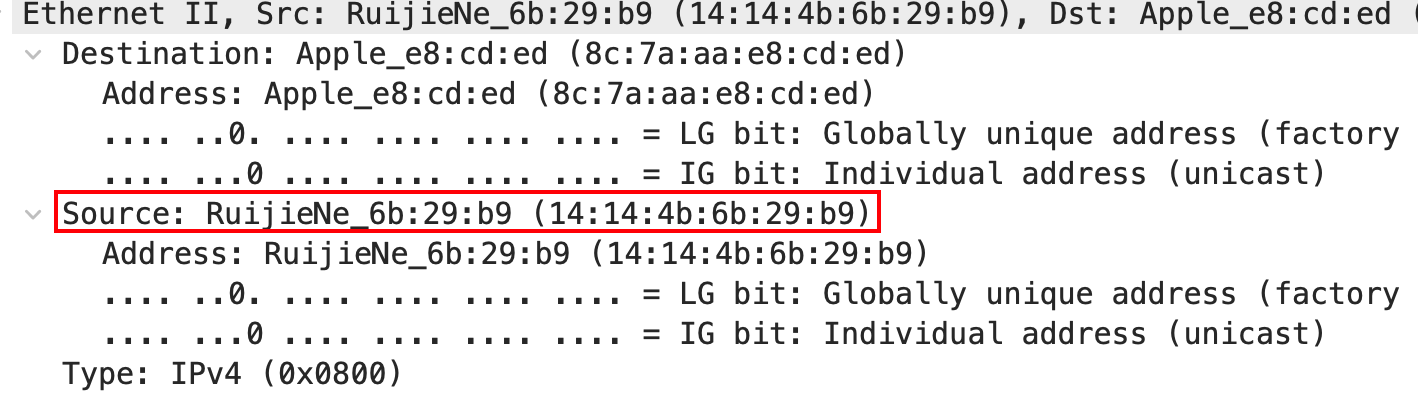 Ethernet II, Src: RuijieNe_6b:29:b9 (14:14:4b:6b:29:b9), Dst: Apple_e8:cd:ed (
Destination: Apple_e8:cd:ed (8c:7a:aa:e8:cd:ed)
Address: Apple_e8:cd:ed (8c:7a:aa:e8:cd:ed)
.... ..0. .... .... .... .... = LG bit: Globally unique address (factory
.... ...0 .... .... .... .... = IG bit: Individual address (unicast)
Source: RuijieNe_6b:29:b9 (14:14:4b:6b:29:b9)
Address: RuijieNe_6b:29:b9 (14:14:4b:6b:29:b9)
.... ..0. .... .... .... .... = LG bit: Globally unique address (factory
.... ...0 .... .... .... .... = IG bit: Individual address (unicast)
Type: IPv4 (0x0800)